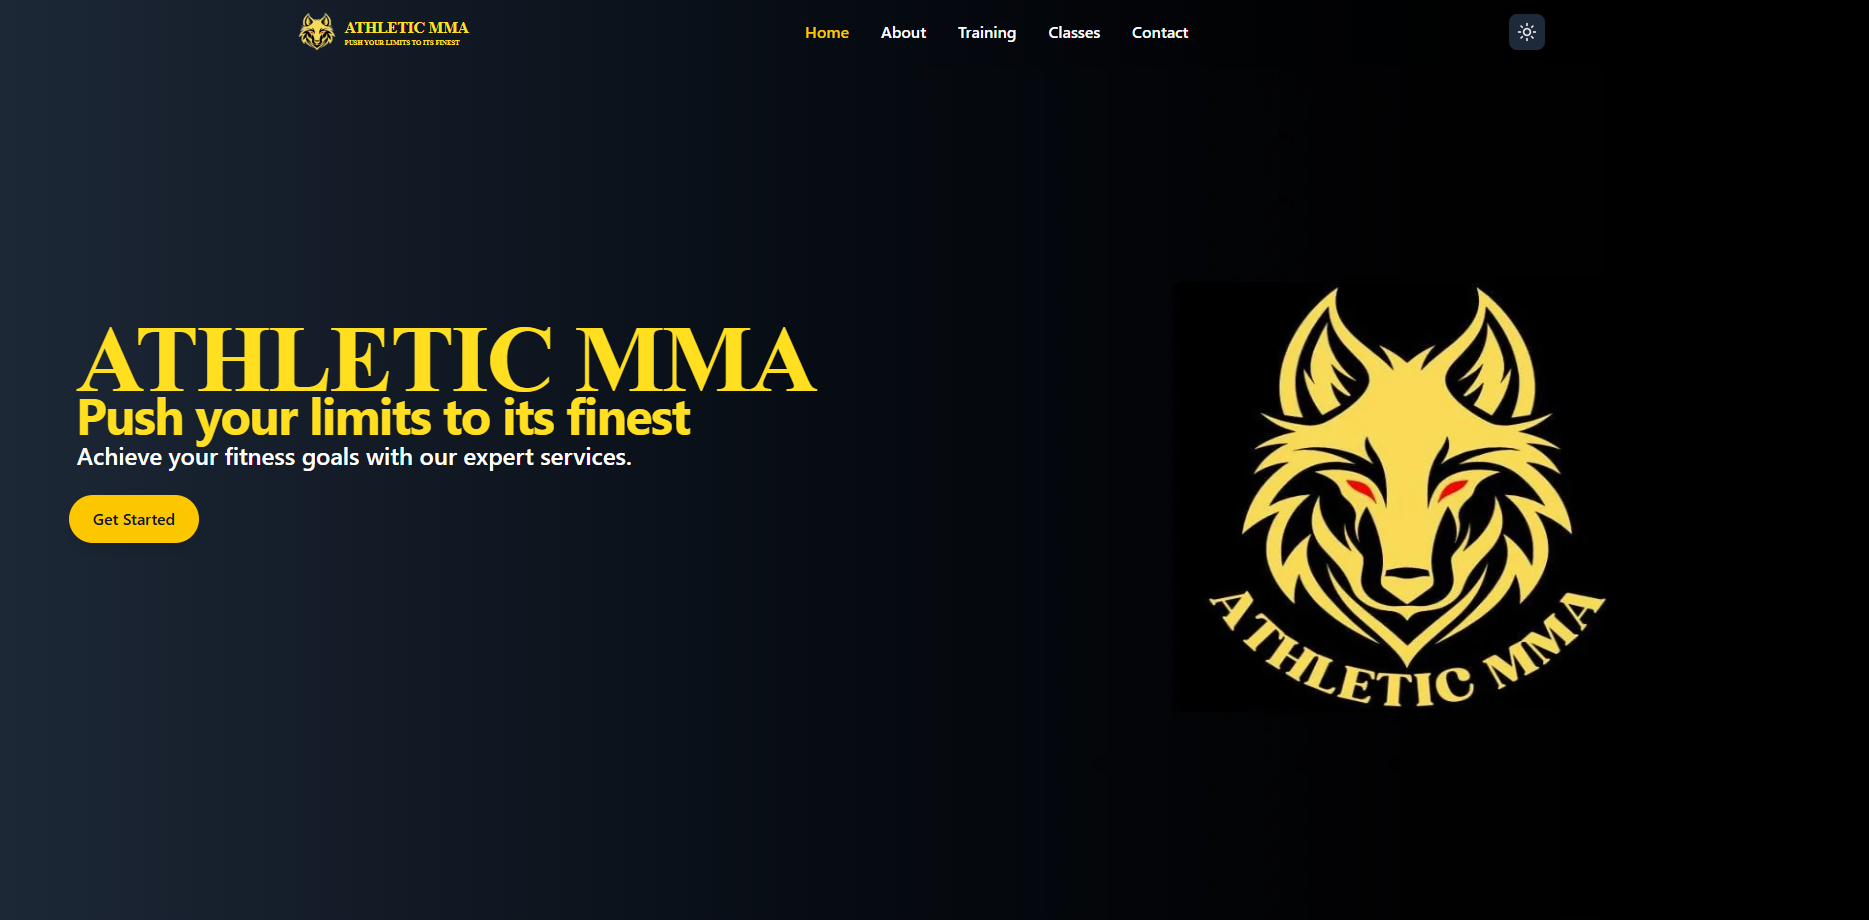 ATHLETIC MMA
PUSH YOUR LIMITS TO ITS FINEST
Home About Training Classes Contact
ATHLETIC MMA
Push your limits to its finest
Achieve your fitness goals with our expert services.
Get Started
ATHLETIC MMA